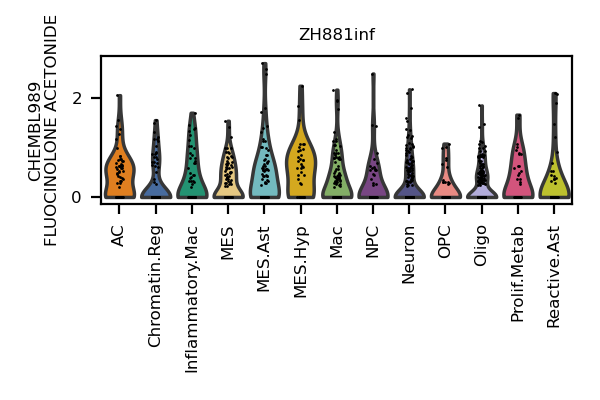 ZH881inf
CHEMBL989
FLUOCINOLONE ACETONIDE
2
0
AC
Chromatin.Reg
Inflammatory.Mac
MES
MES.Ast
MES.Hyp
Mac
NPC
Neuron
OPC
Oligo
Prolif.Metab
Reactive.Ast